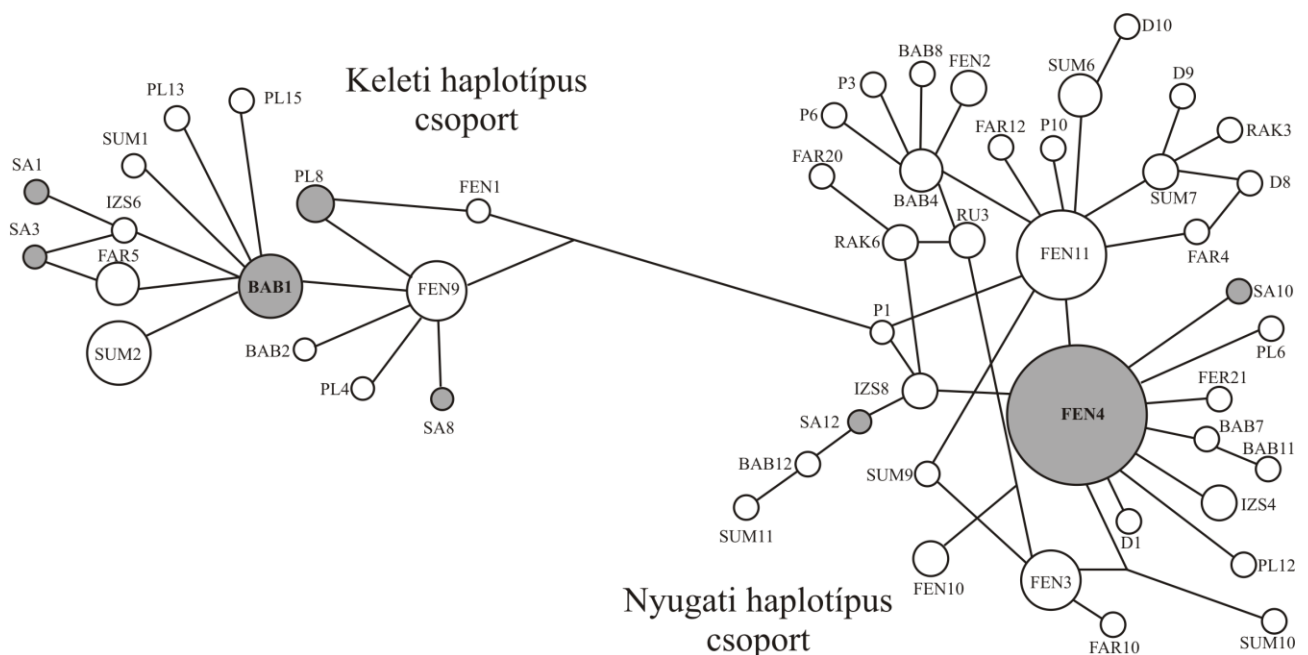 Keleti haplotípus
csoport
PL13
PL15
SUM1
SA1
IZS6
SA3
FAR5
SUM2
BAB1
PL8
FEN1
FEN9
BAB2
PL4
SA8
D10
BAB8
FEN2
SUM6
P3
D9
P6
FAR12
P10
RAK3
FAR20
BAB4
SUM7
D8
RU3
RAK6
FEN11
FAR4
SA10
P1
PL6
IZS8
FER21
SA12
FEN4
BAB7
BAB11
BAB12
SUM9
IZS4
SUM11
D1
PL12
FEN10
FEN3
FAR10
SUM10
Nyugati haplotípus
csoport